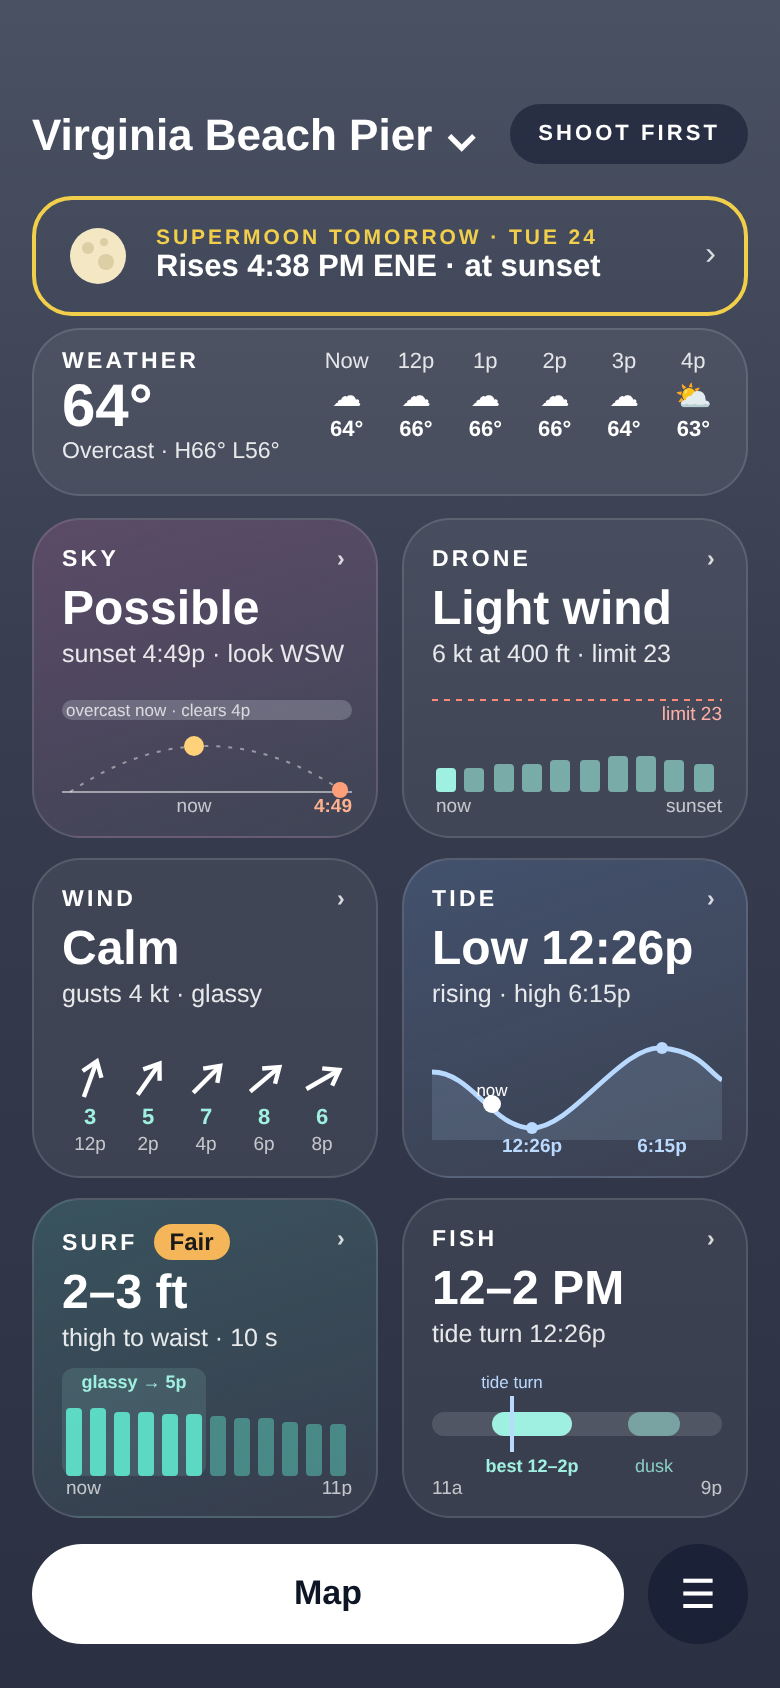 Virginia Beach Pier
SHOOT FIRST
SUPERMOON TOMORROW · TUE 24
Rises 4:38 PM ENE · at sunset
WEATHER
64°
Overcast · H66° L56°
Now 12p 1p 2p 3p 4p
64° 66° 66° 66° 64° 63°
SKY
Possible
sunset 4:49p · look WSW
overcast now · clears 4p
now 4:49
DRONE
Light wind
6 kt at 400 ft · limit 23
limit 23
now sunset
WIND
Calm
gusts 4 kt · glassy
3 5 7 8 6
12p 2p 4p 6p 8p
TIDE
Low 12:26p
rising · high 6:15p
now
12:26p 6:15p
SURF Fair
2–3 ft
thigh to waist · 10 s
glassy → 5p
now 11p
FISH
12–2 PM
tide turn 12:26p
tide turn
best 12–2p dusk
11a 9p
Map